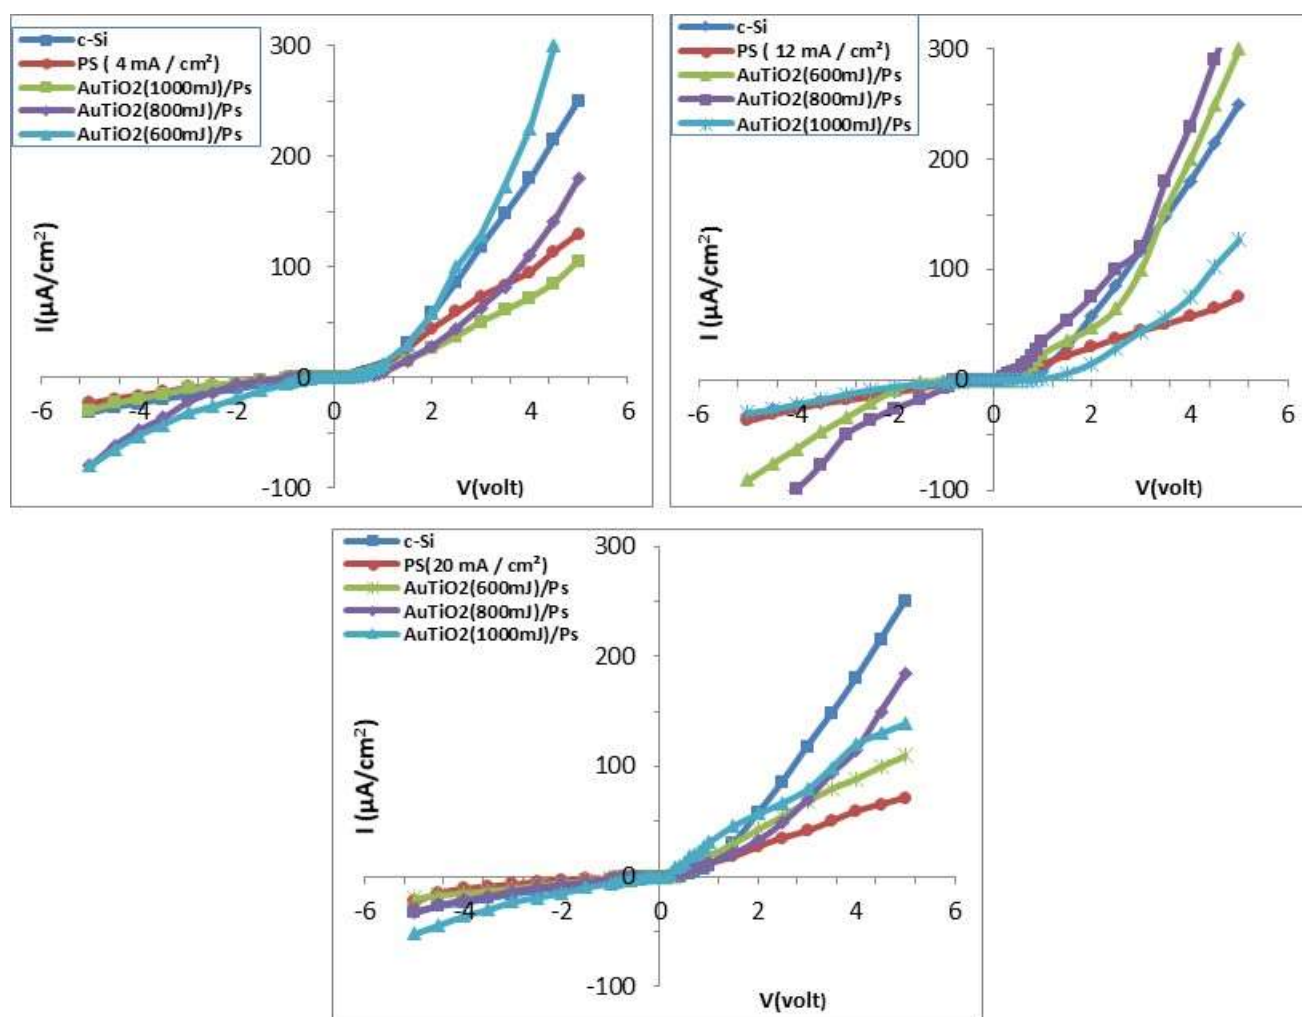 c-Si
PS ( 4 mA / cm²)
AuTiO2(1000mJ)/Ps
AuTiO2(800mJ)/Ps
AuTiO2(600mJ)/Ps
300
200
100
0
-100
-6
-4
-2
0
2
4
6
I(µA/cm²)
V(volt)
c-Si
PS ( 12 mA / cm²)
AuTiO2(600mJ)/Ps
AuTiO2(800mJ)/Ps
AuTiO2(1000mJ)/Ps
300
200
100
0
-100
-6
-4
-2
0
2
4
6
I (µA/cm²)
V(volt)
c-Si
PS(20 mA / cm²)
AuTiO2(600mJ)/Ps
AuTiO2(800mJ)/Ps
AuTiO2(1000mJ)/Ps
300
200
100
0
-100
-6
-4
-2
0
2
4
6
I (µA/cm²)
V(volt)